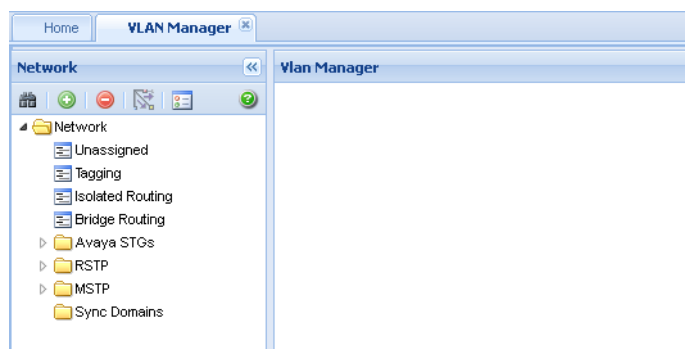 Home VLAN Manager
Network
Vlan Manager
Network
Unassigned
Tagging
Isolated Routing
Bridge Routing
Avaya STGs
RSTP
MSTP
Sync Domains